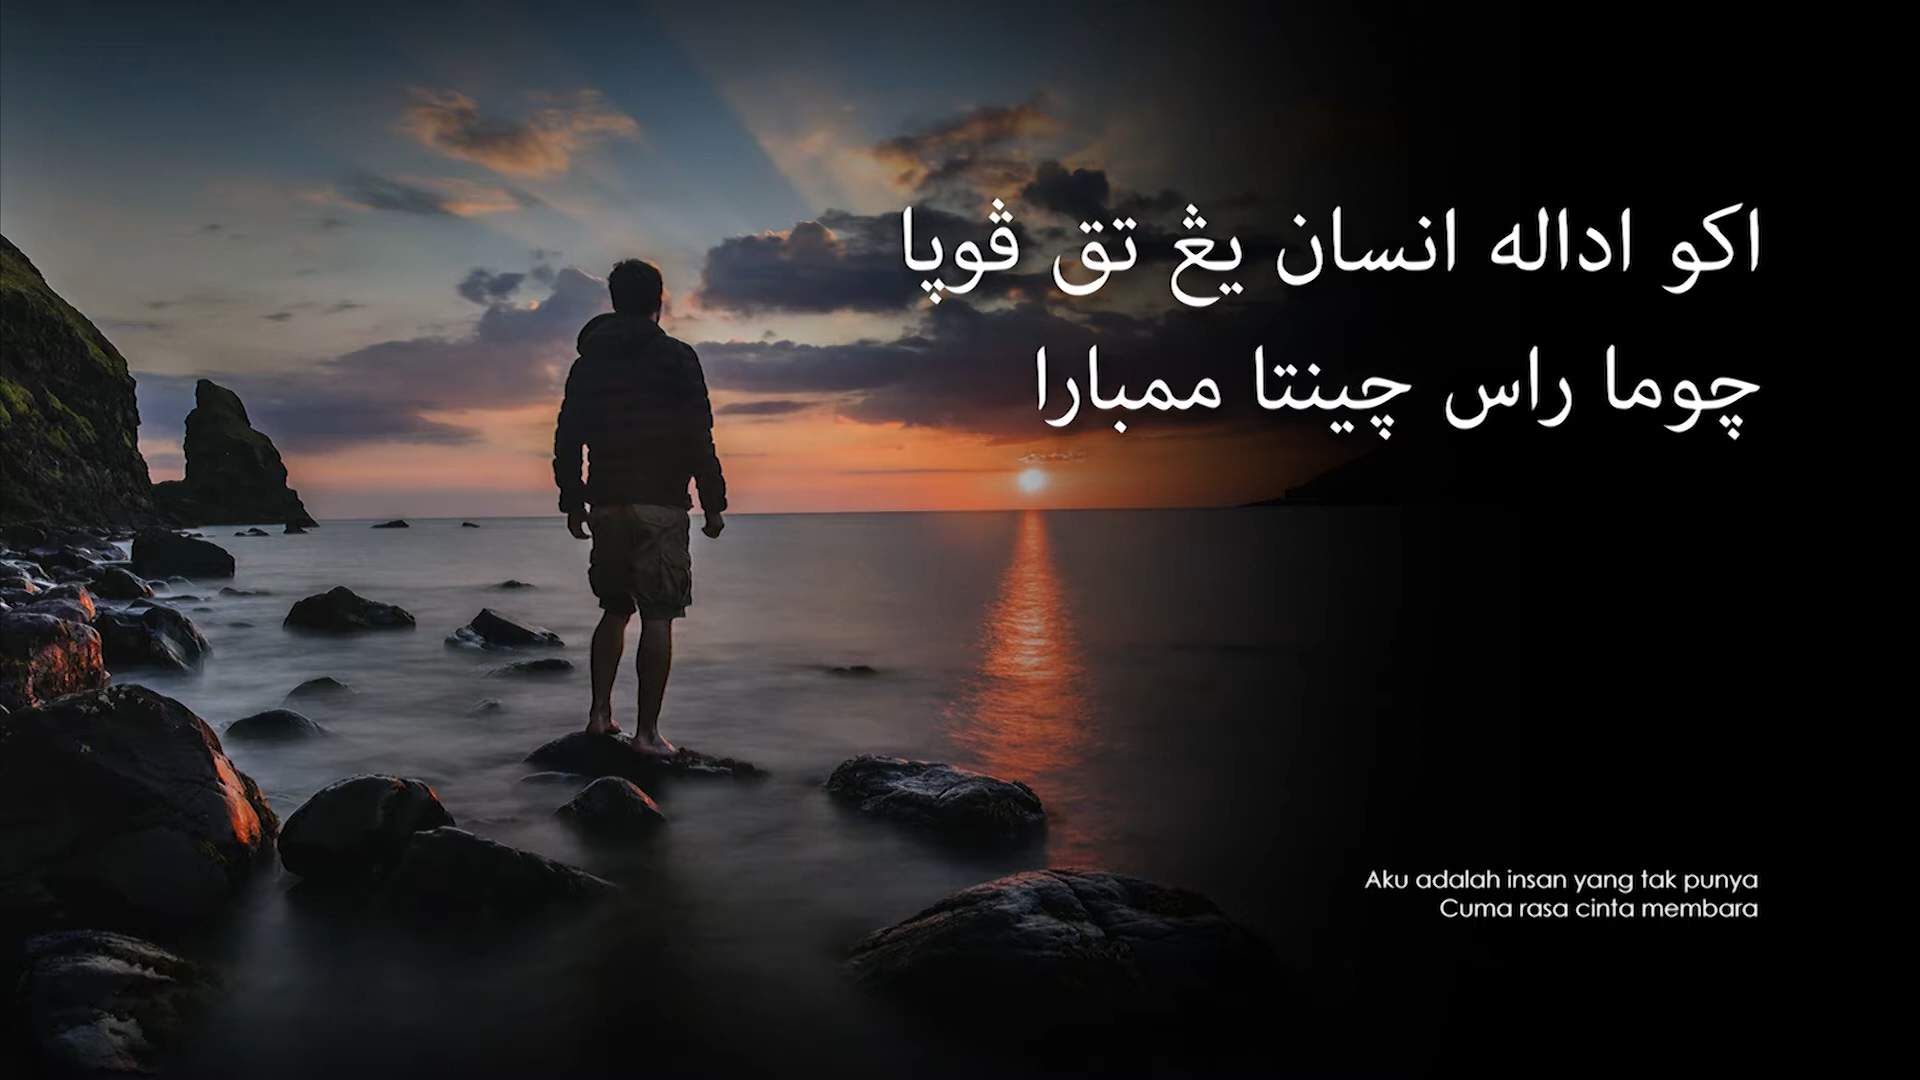 اكو اداله انسان يڠ تق ڤوڽا
چوما راس چينتا ممبارا
Aku adalah insan yang tak punya
Cuma rasa cinta membara